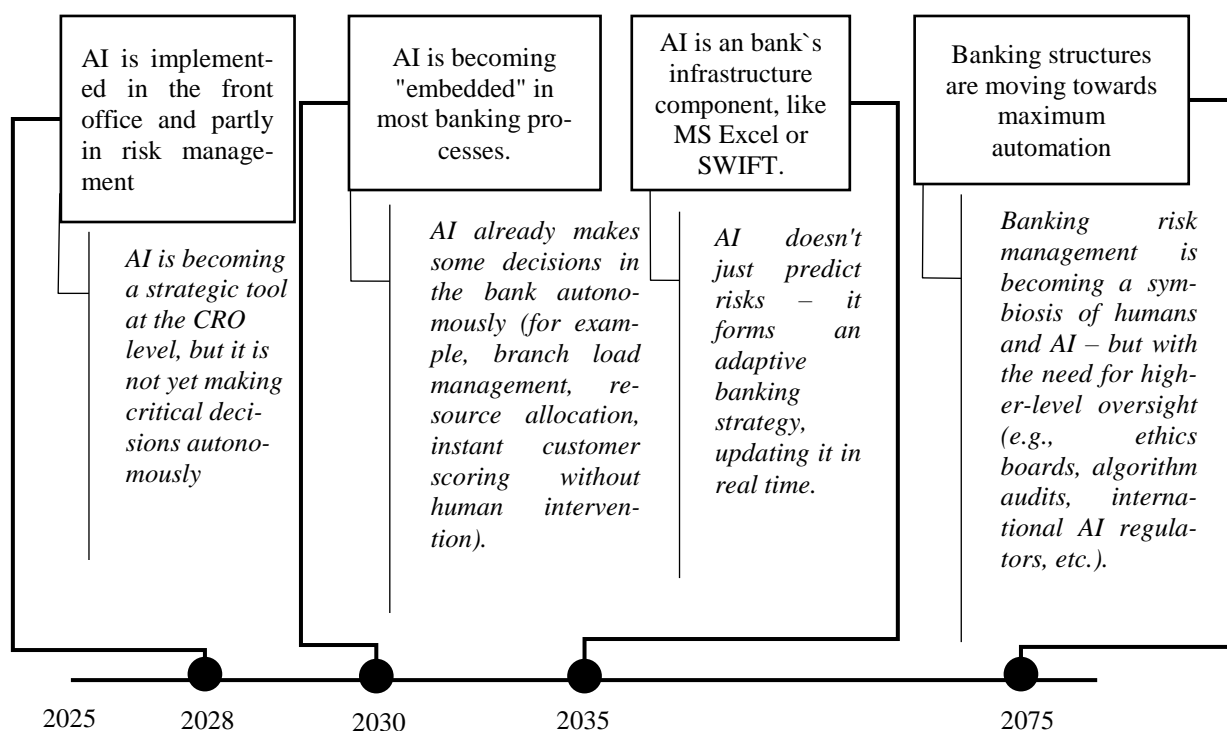 AI is implement-
ed in the front
office and partly
in risk manage-
ment
AI is becoming
a strategic tool
at the CRO
level, but it is
not yet making
critical deci-
sions autono-
mously
AI is becoming
"embedded" in
most banking pro-
cesses.
AI already makes
some decisions in
the bank autono-
mously (for exam-
ple, branch load
management, re-
source allocation,
instant customer
scoring without
human interven-
tion).
AI is an bank`s
infrastructure
component, like
MS Excel or
SWIFT.
AI doesn't
just predict
risks – it
forms an
adaptive
banking
strategy,
updating it in
real time.
Banking structures
are moving towards
maximum
automation
Banking risk
management is
becoming a sym-
biosis of humans
and AI – but with
the need for high-
er-level oversight
(e.g., ethics
boards, algorithm
audits, interna-
tional AI regula-
tors, etc.).
2025
2028
2030
2035
2075